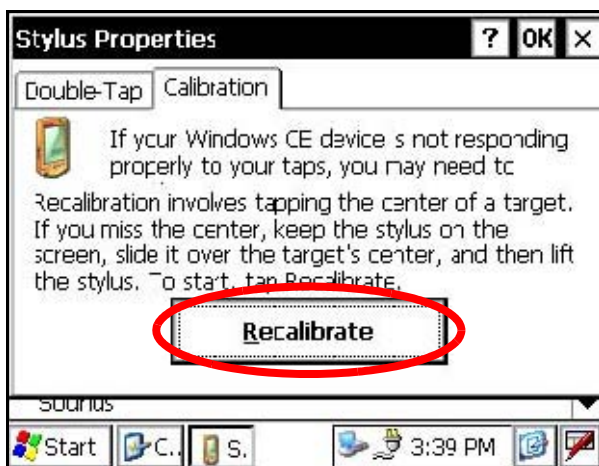 Stylus Properties ? OK ×
Double-Tap Calibration
If your Windows CE device is not responding
properly to your taps, you may need to
Recalibration involves tapping the center of a target.
If you miss the center, keep the stylus on the
screen, slide it over the target's center, and then lift
the stylus. To start, tap Recalibrate.
Recalibrate
Sounds
Start C.. S. 3:39 PM